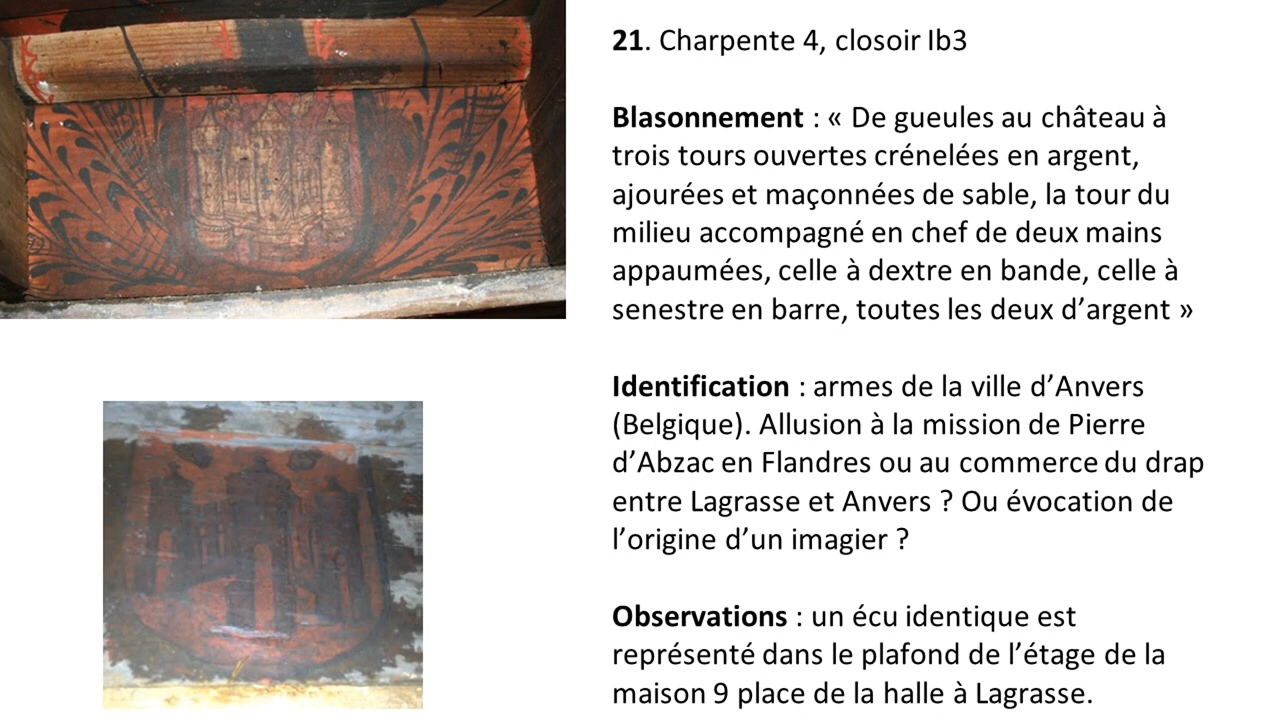 21. Charpente 4, closoir Ib3
Blasonnement : « De gueules au château à
trois tours ouvertes crénelées en argent,
ajourées et maçonnées de sable, la tour du
milieu accompagné en chef de deux mains
appaumées, celle à dextre en bande, celle à
senestre en barre, toutes les deux d’argent »
Identification : armes de la ville d’Anvers
(Belgique). Allusion à la mission de Pierre
d’Abzac en Flandres ou au commerce du drap
entre Lagrasse et Anvers ? Ou évocation de
l’origine d’un imagier ?
Observations : un écu identique est
représenté dans le plafond de l’étage de la
maison 9 place de la halle à Lagrasse.